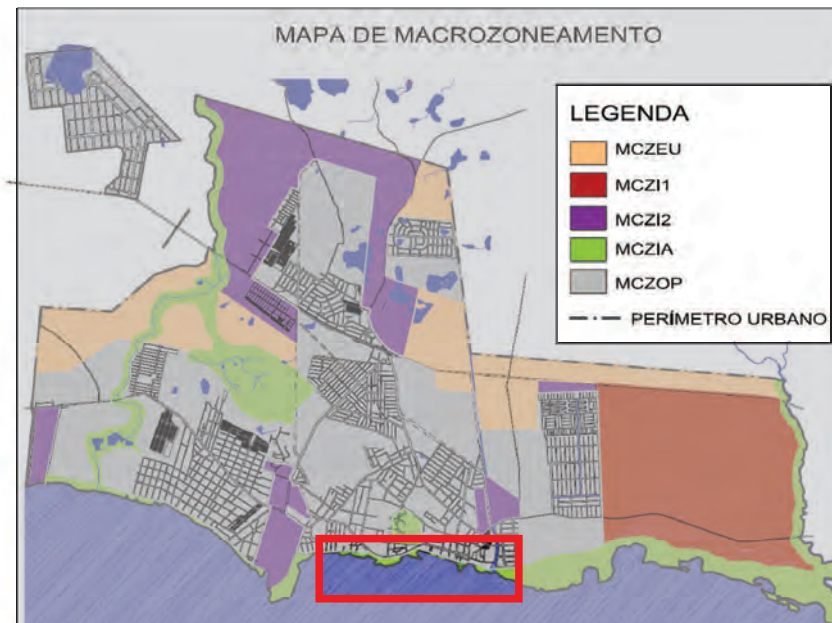 MAPA DE MACROZONEAMENTO
LEGENDA
MCZEU
MCZI1
MCZI2
MCZIA
MCZOP
PERÍMETRO URBANO